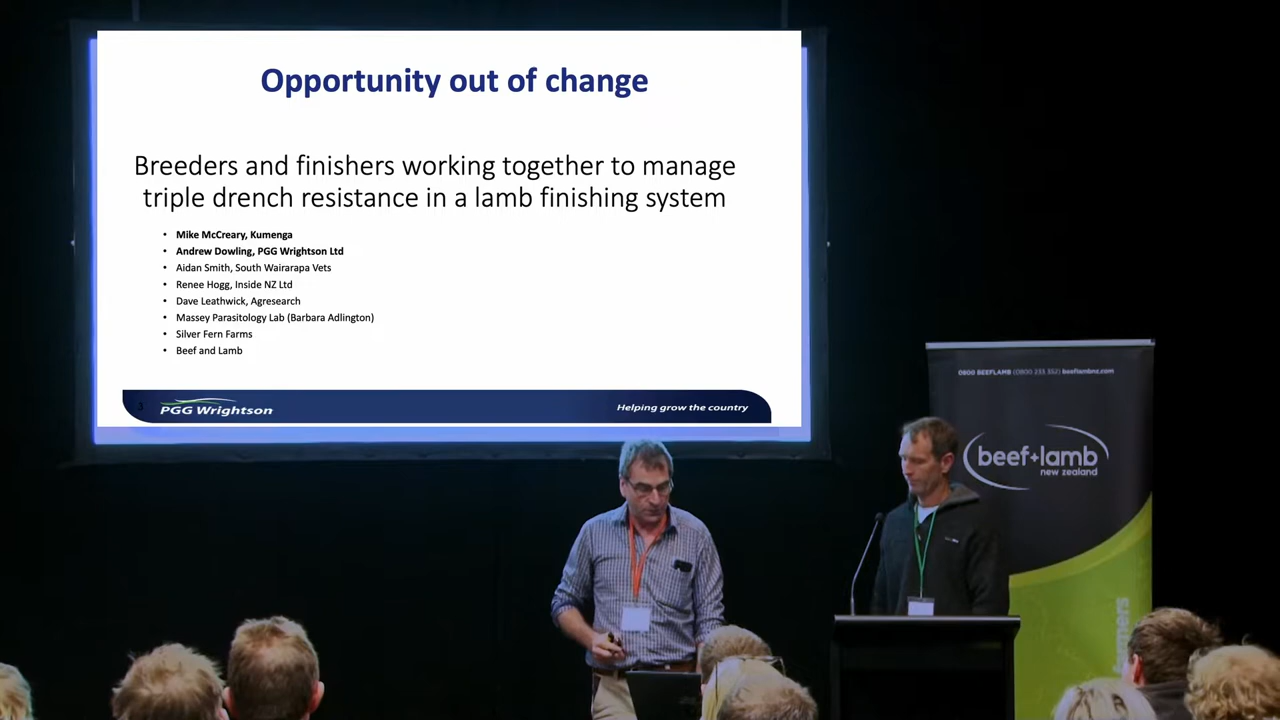 Opportunity out of change
Breeders and finishers working together to manage
triple drench resistance in a lamb finishing system
• Mike McCreary, Kumenga
• Andrew Dowling, PGG Wrightson Ltd
• Aidan Smith, South Wairarapa Vets
• Renee Hogg, Inside NZ Ltd
• Dave Leathwick, Agresearch
• Massey Parasitology Lab (Barbara Adlington)
• Silver Fern Farms
• Beef and Lamb
3
PGG Wrightson
Helping grow the country
0800 BEEFLAMB (0800 233 352) beeflambnz.com
beef+lamb
new zealand